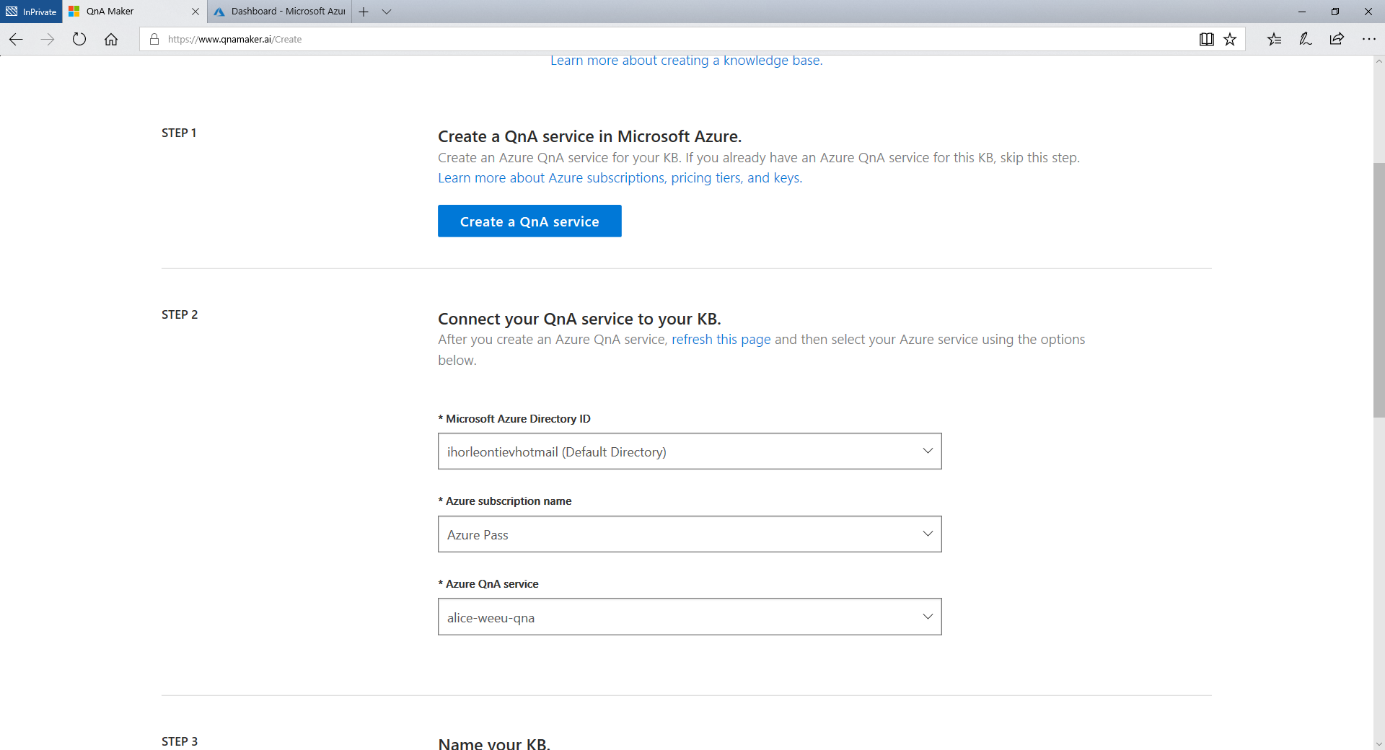 InPrivate
QnA Maker
Dashboard - Microsoft Azur
https://www.qnamaker.ai/Create
Learn more about creating a knowledge base.
STEP 1
Create a QnA service in Microsoft Azure.
Create an Azure QnA service for your KB. If you already have an Azure QnA service for this KB, skip this step.
Learn more about Azure subscriptions, pricing tiers, and keys.
Create a QnA service
STEP 2
Connect your QnA service to your KB.
After you create an Azure QnA service, refresh this page and then select your Azure service using the options
below.
* Microsoft Azure Directory ID
ihorleontievhotmail (Default Directory)
* Azure subscription name
Azure Pass
* Azure QnA service
alice-weeu-qna
STEP 3
Name your KB.